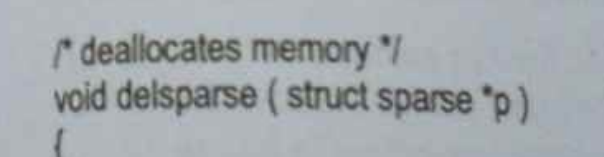 /* deallocates memory */
void delsparse ( struct sparse *p )
{